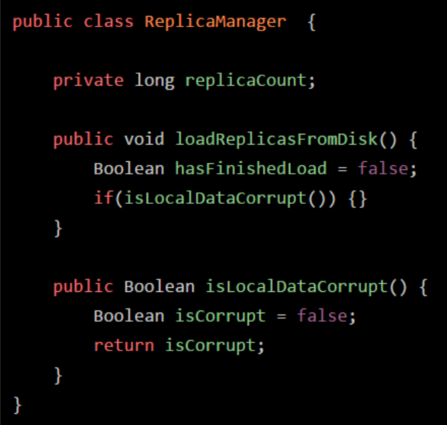 public class ReplicaManager  {
private long replicaCount;
public void loadReplicasFromDisk() {
Boolean hasFinishedLoad = false;
if(isLocalDataCorrupt()) {}
}
public Boolean isLocalDataCorrupt() {
Boolean isCorrupt = false;
return isCorrupt;
}
}